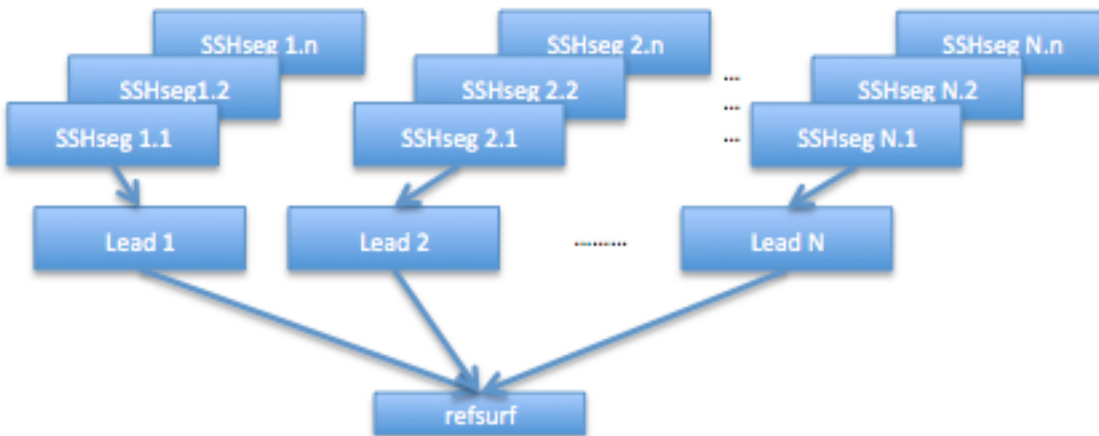 SSHseg 1.n
SSHseg 2.n
SSHseg N.n
SSHseg1.2
SSHseg 2.2
...
SSHseg N.2
...
SSHseg 1.1
SSHseg 2.1
...
SSHseg N.1
Lead 1
Lead 2
.........
Lead N
refsurf